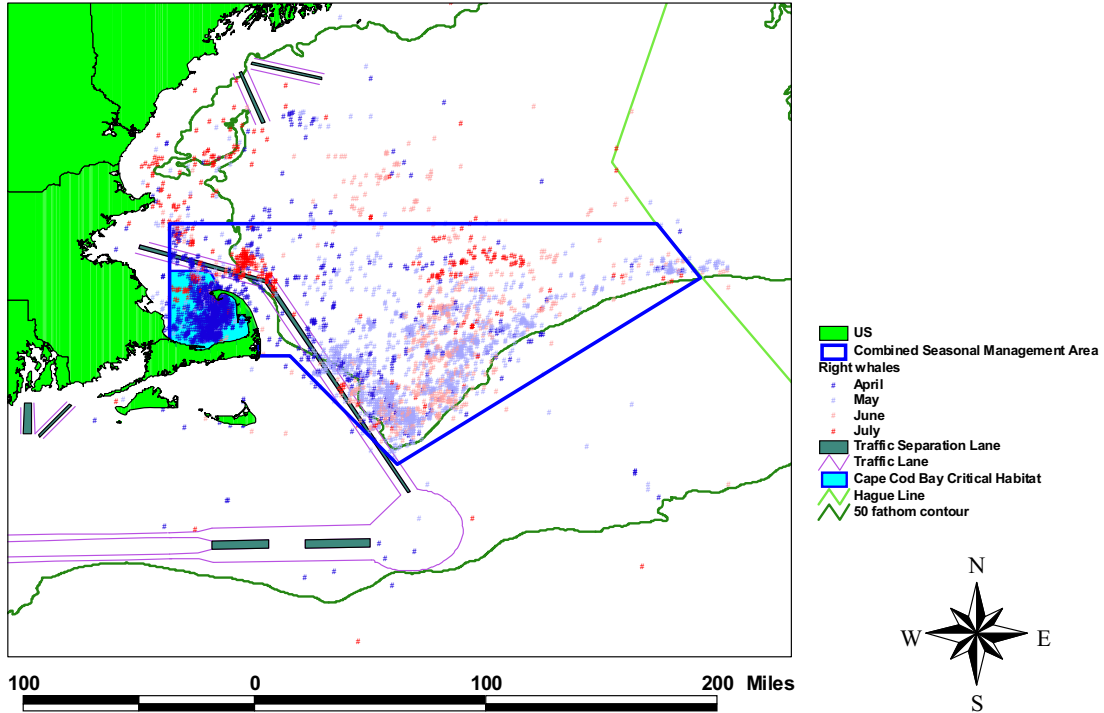 US
Combined Seasonal Management Area
Right whales
# April
# May
# June
# July
Traffic Separation Lane
Traffic Lane
Cape Cod Bay Critical Habitat
Hague Line
50 fathom contour
N
W E
S
100 0 100 200 Miles